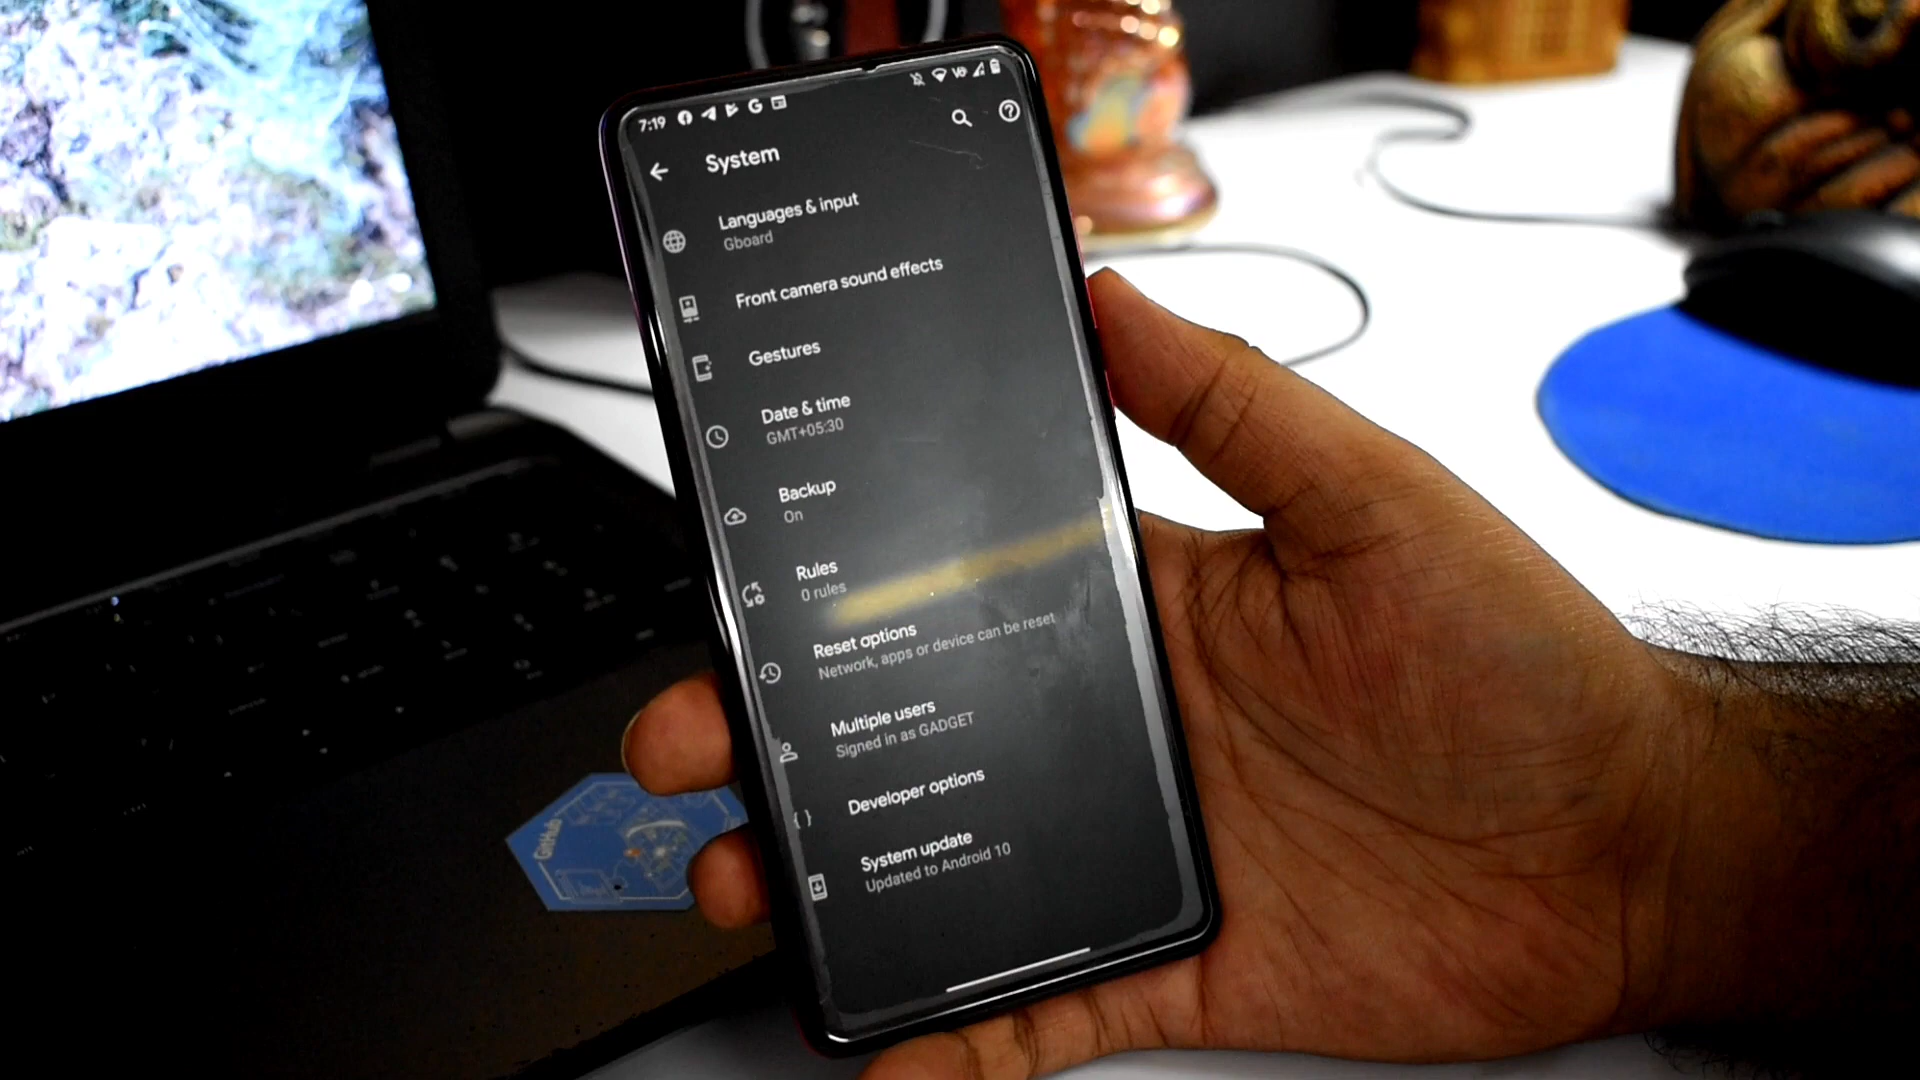 7:19
System
Languages & input
Gboard
Front camera sound effects
Gestures
Date & time
GMT+05:30
Backup
On
Rules
0 rules
Reset options
Network, apps or device can be reset
Multiple users
Signed in as GADGET
Developer options
System update
Updated to Android 10
GitHub